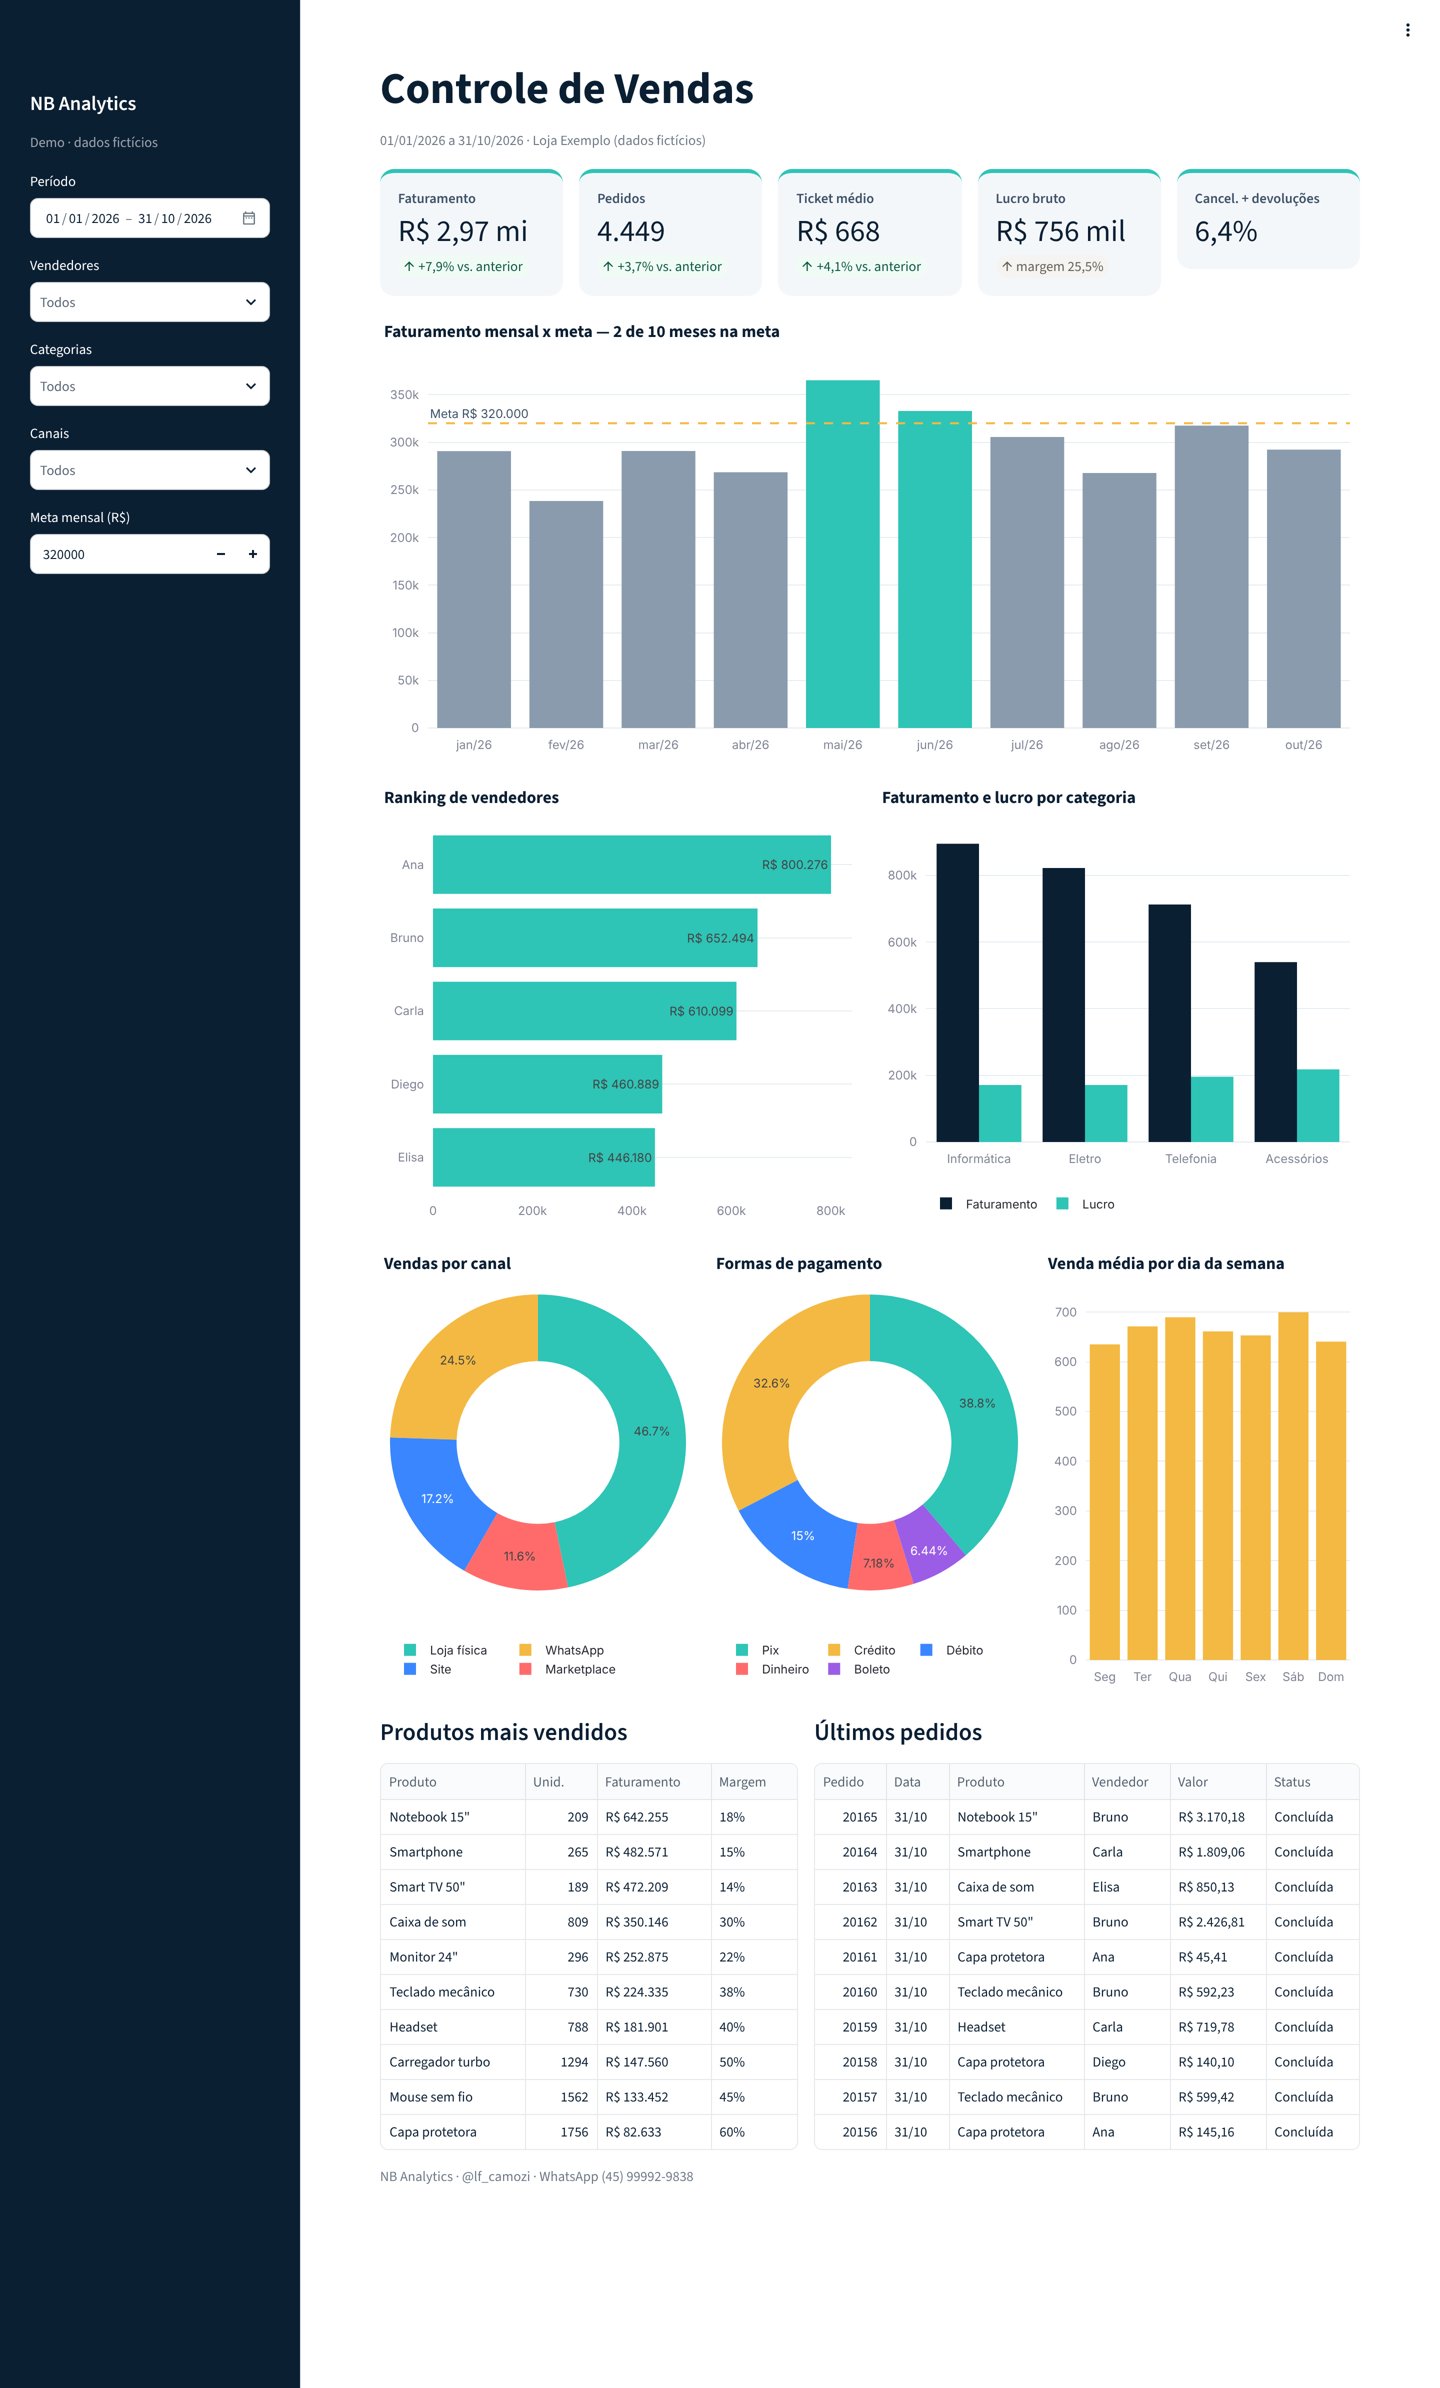 NB Analytics
Demo · dados fictícios
Período
01/01/2026 – 31/10/2026
Vendedores
Todos
Categorias
Todos
Canais
Todos
Meta mensal (R$)
320000
Controle de Vendas
01/01/2026 a 31/10/2026 · Loja Exemplo (dados fictícios)
Faturamento
R$ 2,97 mi
↑ +7,9% vs. anterior
Pedidos
4.449
↑ +3,7% vs. anterior
Ticket médio
R$ 668
↑ +4,1% vs. anterior
Lucro bruto
R$ 756 mil
↑ margem 25,5%
Cancel. + devoluções
6,4%
Faturamento mensal x meta — 2 de 10 meses na meta
350k
Meta R$ 320.000
300k
250k
200k
150k
100k
50k
0
jan/26 fev/26 mar/26 abr/26 mai/26 jun/26 jul/26 ago/26 set/26 out/26
Ranking de vendedores
Ana R$ 800.276
Bruno R$ 652.494
Carla R$ 610.099
Diego R$ 460.889
Elisa R$ 446.180
0 200k 400k 600k 800k
Faturamento e lucro por categoria
800k
600k
400k
200k
0
Informática Eletro Telefonia Acessórios
Faturamento Lucro
Vendas por canal
24.5%
46.7%
17.2%
11.6%
Loja física WhatsApp
Site Marketplace
Formas de pagamento
32.6%
38.8%
15%
7.18%
6.44%
Pix Crédito Débito
Dinheiro Boleto
Venda média por dia da semana
700
600
500
400
300
200
100
0
Seg Ter Qua Qui Sex Sáb Dom
Produtos mais vendidos
Produto Unid. Faturamento Margem
Notebook 15" 209 R$ 642.255 18%
Smartphone 265 R$ 482.571 15%
Smart TV 50" 189 R$ 472.209 14%
Caixa de som 809 R$ 350.146 30%
Monitor 24" 296 R$ 252.875 22%
Teclado mecânico 730 R$ 224.335 38%
Headset 788 R$ 181.901 40%
Carregador turbo 1294 R$ 147.560 50%
Mouse sem fio 1562 R$ 133.452 45%
Capa protetora 1756 R$ 82.633 60%
Últimos pedidos
Pedido Data Produto Vendedor Valor Status
20165 31/10 Notebook 15" Bruno R$ 3.170,18 Concluída
20164 31/10 Smartphone Carla R$ 1.809,06 Concluída
20163 31/10 Caixa de som Elisa R$ 850,13 Concluída
20162 31/10 Smart TV 50" Bruno R$ 2.426,81 Concluída
20161 31/10 Capa protetora Ana R$ 45,41 Concluída
20160 31/10 Teclado mecânico Bruno R$ 592,23 Concluída
20159 31/10 Headset Carla R$ 719,78 Concluída
20158 31/10 Capa protetora Diego R$ 140,10 Concluída
20157 31/10 Teclado mecânico Bruno R$ 599,42 Concluída
20156 31/10 Capa protetora Ana R$ 145,16 Concluída
NB Analytics · @lf_camozi · WhatsApp (45) 99992-9838